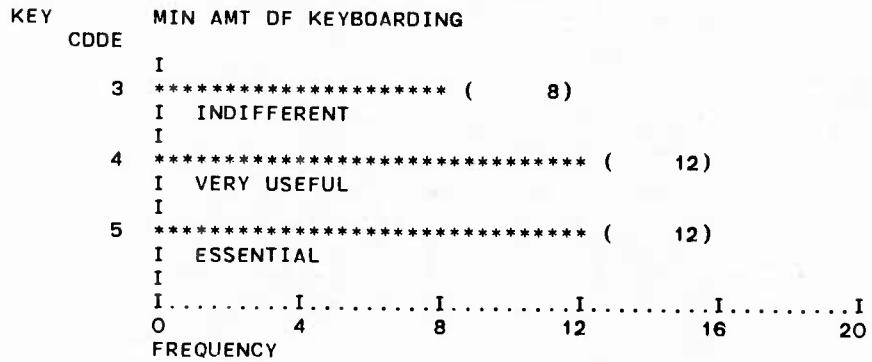 KEY MIN AMT DF KEYBOARDING
CODE
I
3 ********************* ( 8)
I INDIFFERENT
I
4 ******************************* ( 12)
I VERY USEFUL
I
5 ******************************* ( 12)
I ESSENTIAL
I
I.........I.........I.........I.........I.........I
0 4 8 12 16 20
FREQUENCY